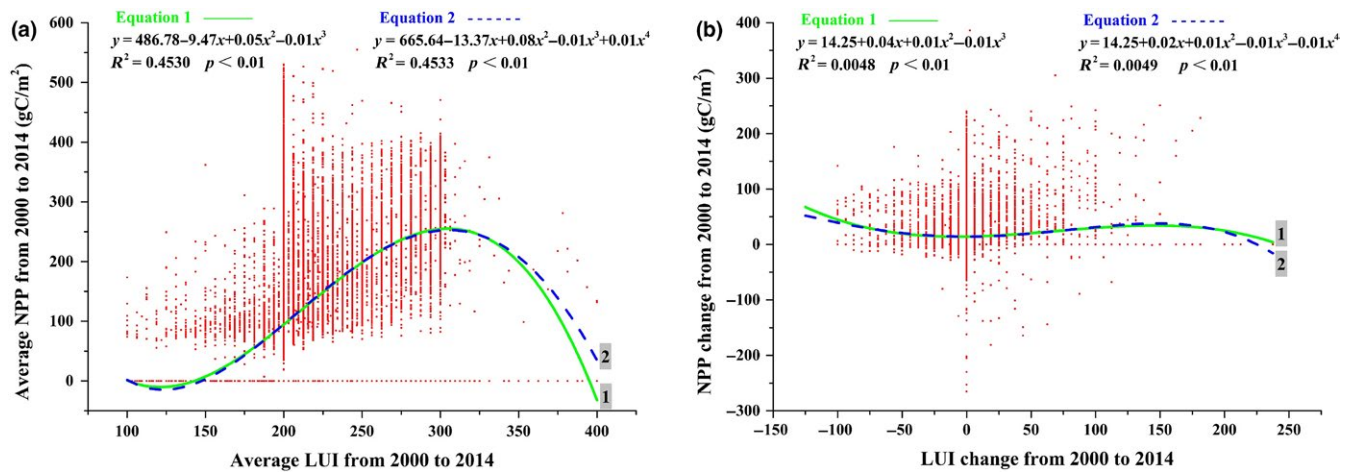 (a)
Equation 1
Equation 2
y = 486.78–9.47x+0.05x²–0.01x³
y = 665.64–13.37x+0.08x²–0.01x³+0.01x⁴
R² = 0.4530 p < 0.01
R² = 0.4533 p < 0.01
Average NPP from 2000 to 2014 (gC/m²)
600
500
400
300
200
100
0
2
1
100 150 200 250 300 350 400
Average LUI from 2000 to 2014
(b)
Equation 1
Equation 2
y = 14.25+0.04x+0.01x²–0.01x³
y = 14.25+0.02x+0.01x²–0.01x³–0.01x⁴
R² = 0.0048 p < 0.01
R² = 0.0049 p < 0.01
NPP change from 2000 to 2014 (gC/m²)
400
300
200
100
0
–100
–200
–300
1
2
–150 –100 –50 0 50 100 150 200 250
LUI change from 2000 to 2014